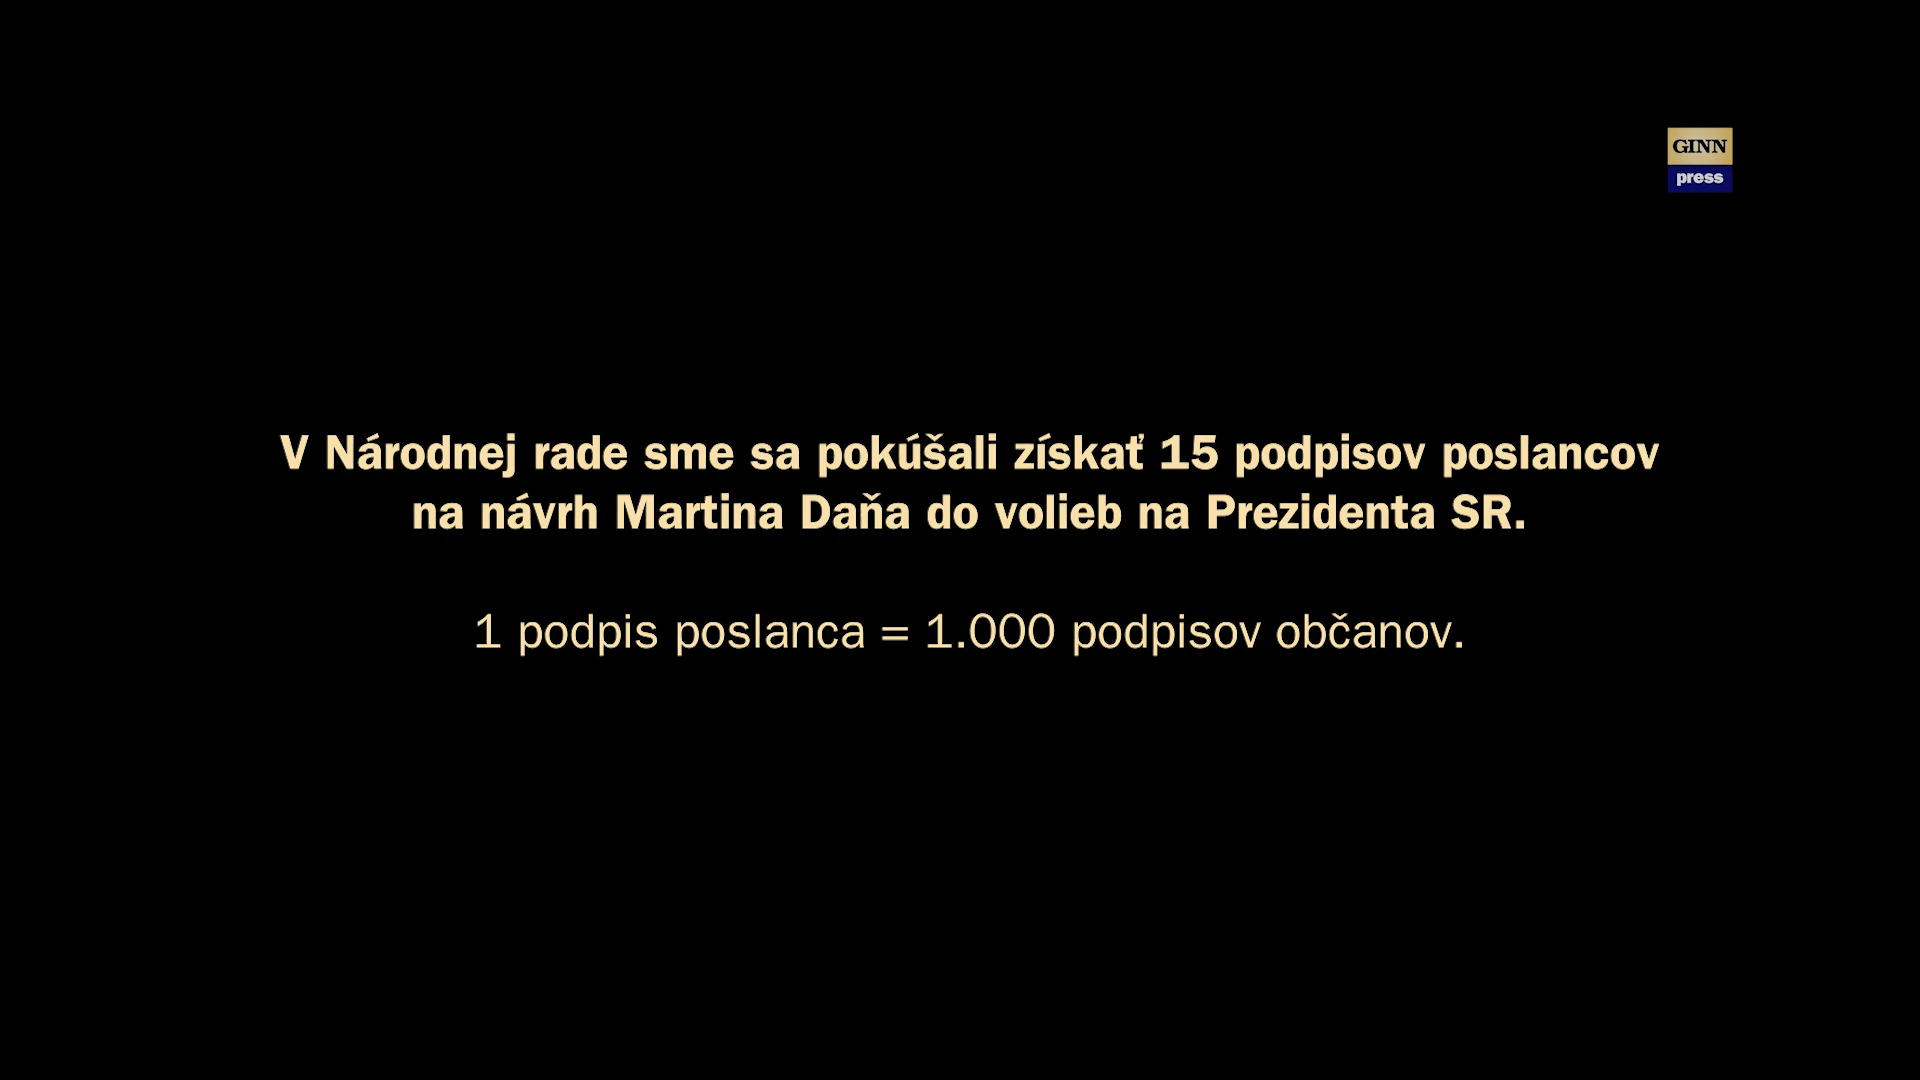 GINN
press
V Národnej rade sme sa pokúšali získať 15 podpisov poslancov
na návrh Martina Daňa do volieb na Prezidenta SR.
1 podpis poslanca = 1.000 podpisov občanov.